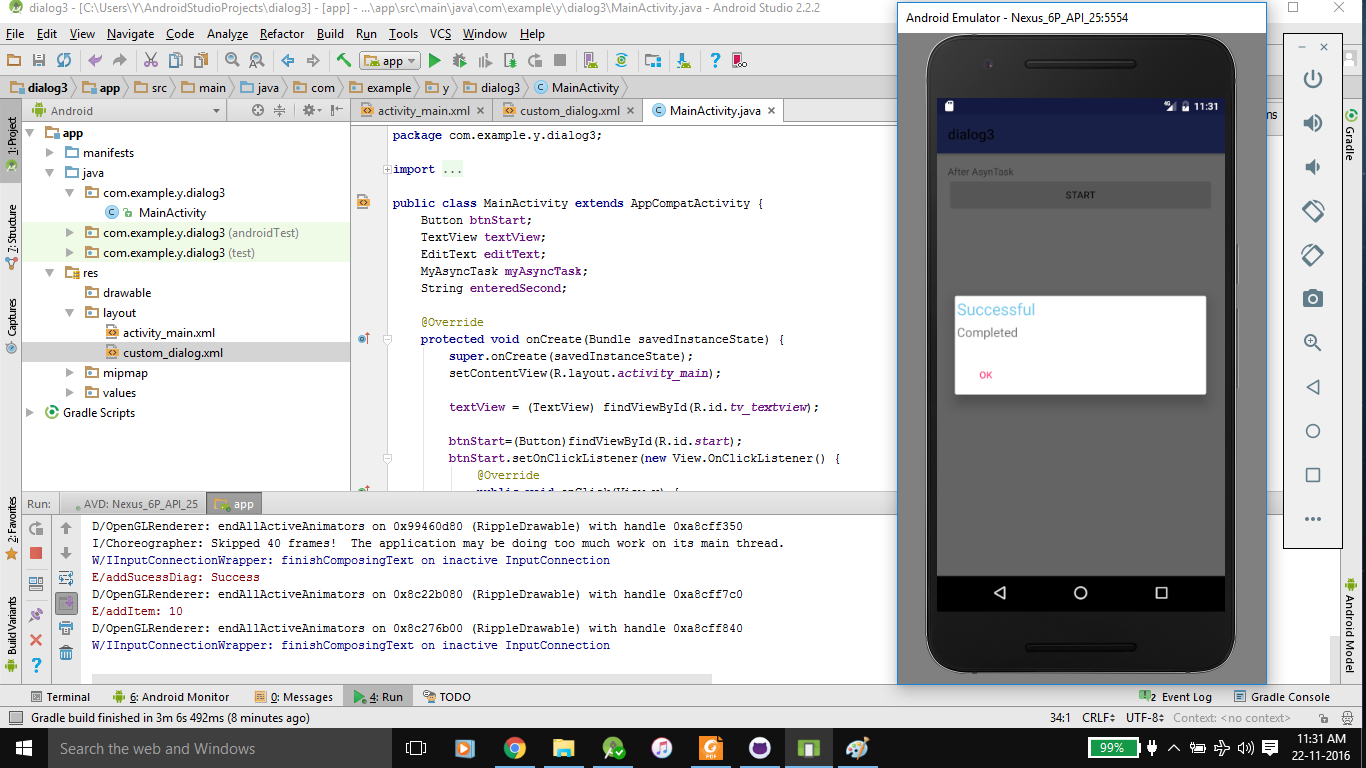 dialog3 - [C:\Users\Y\AndroidStudioProjects\dialog3] - [app] - ...\app\src\main\java\com\example\y\dialog3\MainActivity.java - Android Studio 2.2.2
File Edit View Navigate Code Analyze Refactor Build Run Tools VCS Window Help
app
dialog3 app src main java com example y dialog3 MainActivity
Android
activity_main.xml custom_dialog.xml MainActivity.java
1: Project
7: Structure
Captures
2: Favorites
Build Variants
app
manifests
java
com.example.y.dialog3
MainActivity
com.example.y.dialog3 (androidTest)
com.example.y.dialog3 (test)
res
drawable
layout
activity_main.xml
custom_dialog.xml
mipmap
values
Gradle Scripts
package com.example.y.dialog3;
import ...
public class MainActivity extends AppCompatActivity {
Button btnStart;
TextView textView;
EditText editText;
MyAsyncTask myAsyncTask;
String enteredSecond;
@Override
protected void onCreate(Bundle savedInstanceState) {
super.onCreate(savedInstanceState);
setContentView(R.layout.activity_main);
textView = (TextView) findViewById(R.id.tv_textview);
btnStart=(Button)findViewById(R.id.start);
btnStart.setOnClickListener(new View.OnClickListener() {
@Override
public void onClick(View v) {
Android Emulator - Nexus_6P_API_25:5554
11:31
dialog3
After AsynTask
START
Successful
Completed
OK
ns
Gradle
Android Model
Run: AVD: Nexus_6P_API_25 app
D/OpenGLRenderer: endAllActiveAnimators on 0x99460d80 (RippleDrawable) with handle 0xa8cff350
I/Choreographer: Skipped 40 frames!  The application may be doing too much work on its main thread.
W/IInputConnectionWrapper: finishComposingText on inactive InputConnection
E/addSucessDiag: Success
D/OpenGLRenderer: endAllActiveAnimators on 0x8c22b080 (RippleDrawable) with handle 0xa8cff7c0
E/addItem: 10
D/OpenGLRenderer: endAllActiveAnimators on 0x8c276b00 (RippleDrawable) with handle 0xa8cff840
W/IInputConnectionWrapper: finishComposingText on inactive InputConnection
Terminal 6: Android Monitor 0: Messages 4: Run TODO 2 Event Log Gradle Console
Gradle build finished in 3m 6s 492ms (8 minutes ago) 34:1 CRLF UTF-8 Context: <no context>
Search the web and Windows
99%
11:31 AM
22-11-2016